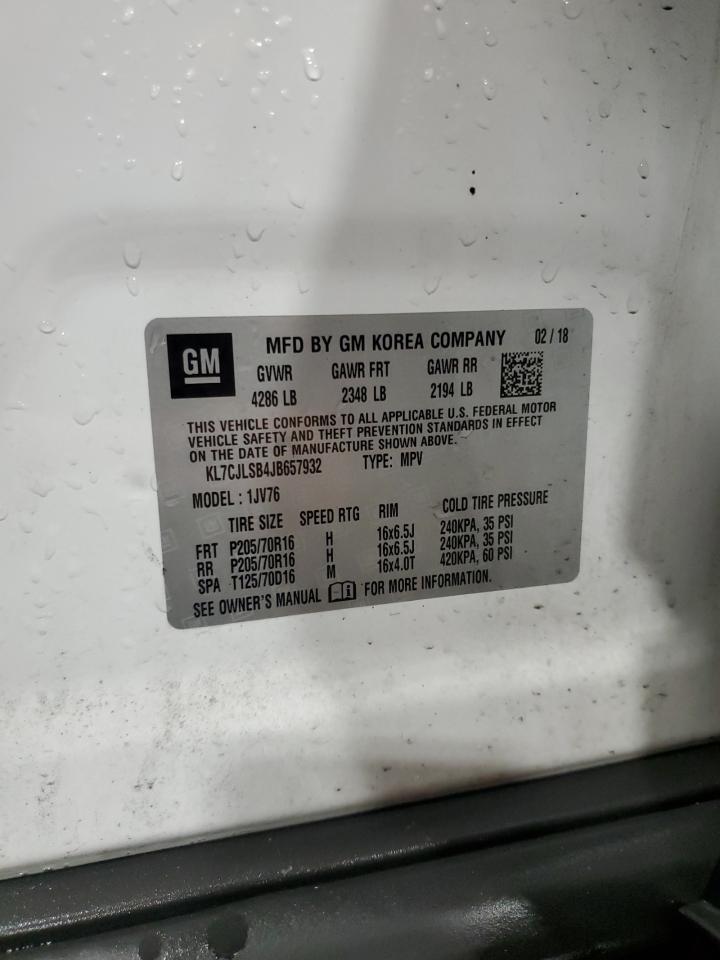 GM
MFD BY GM KOREA COMPANY 02 / 18
GVWR GAWR FRT GAWR RR
4286 LB 2348 LB 2194 LB
THIS VEHICLE CONFORMS TO ALL APPLICABLE U.S. FEDERAL MOTOR
VEHICLE SAFETY AND THEFT PREVENTION STANDARDS IN EFFECT
ON THE DATE OF MANUFACTURE SHOWN ABOVE.
KL7CJLSB4JB657932 TYPE: MPV
MODEL : 1JV76
TIRE SIZE SPEED RTG RIM COLD TIRE PRESSURE
FRT P205/70R16 H 16x6.5J 240KPA, 35 PSI
RR P205/70R16 H 16x6.5J 240KPA, 35 PSI
SPA T125/70D16 M 16x4.0T 420KPA, 60 PSI
SEE OWNER'S MANUAL FOR MORE INFORMATION.